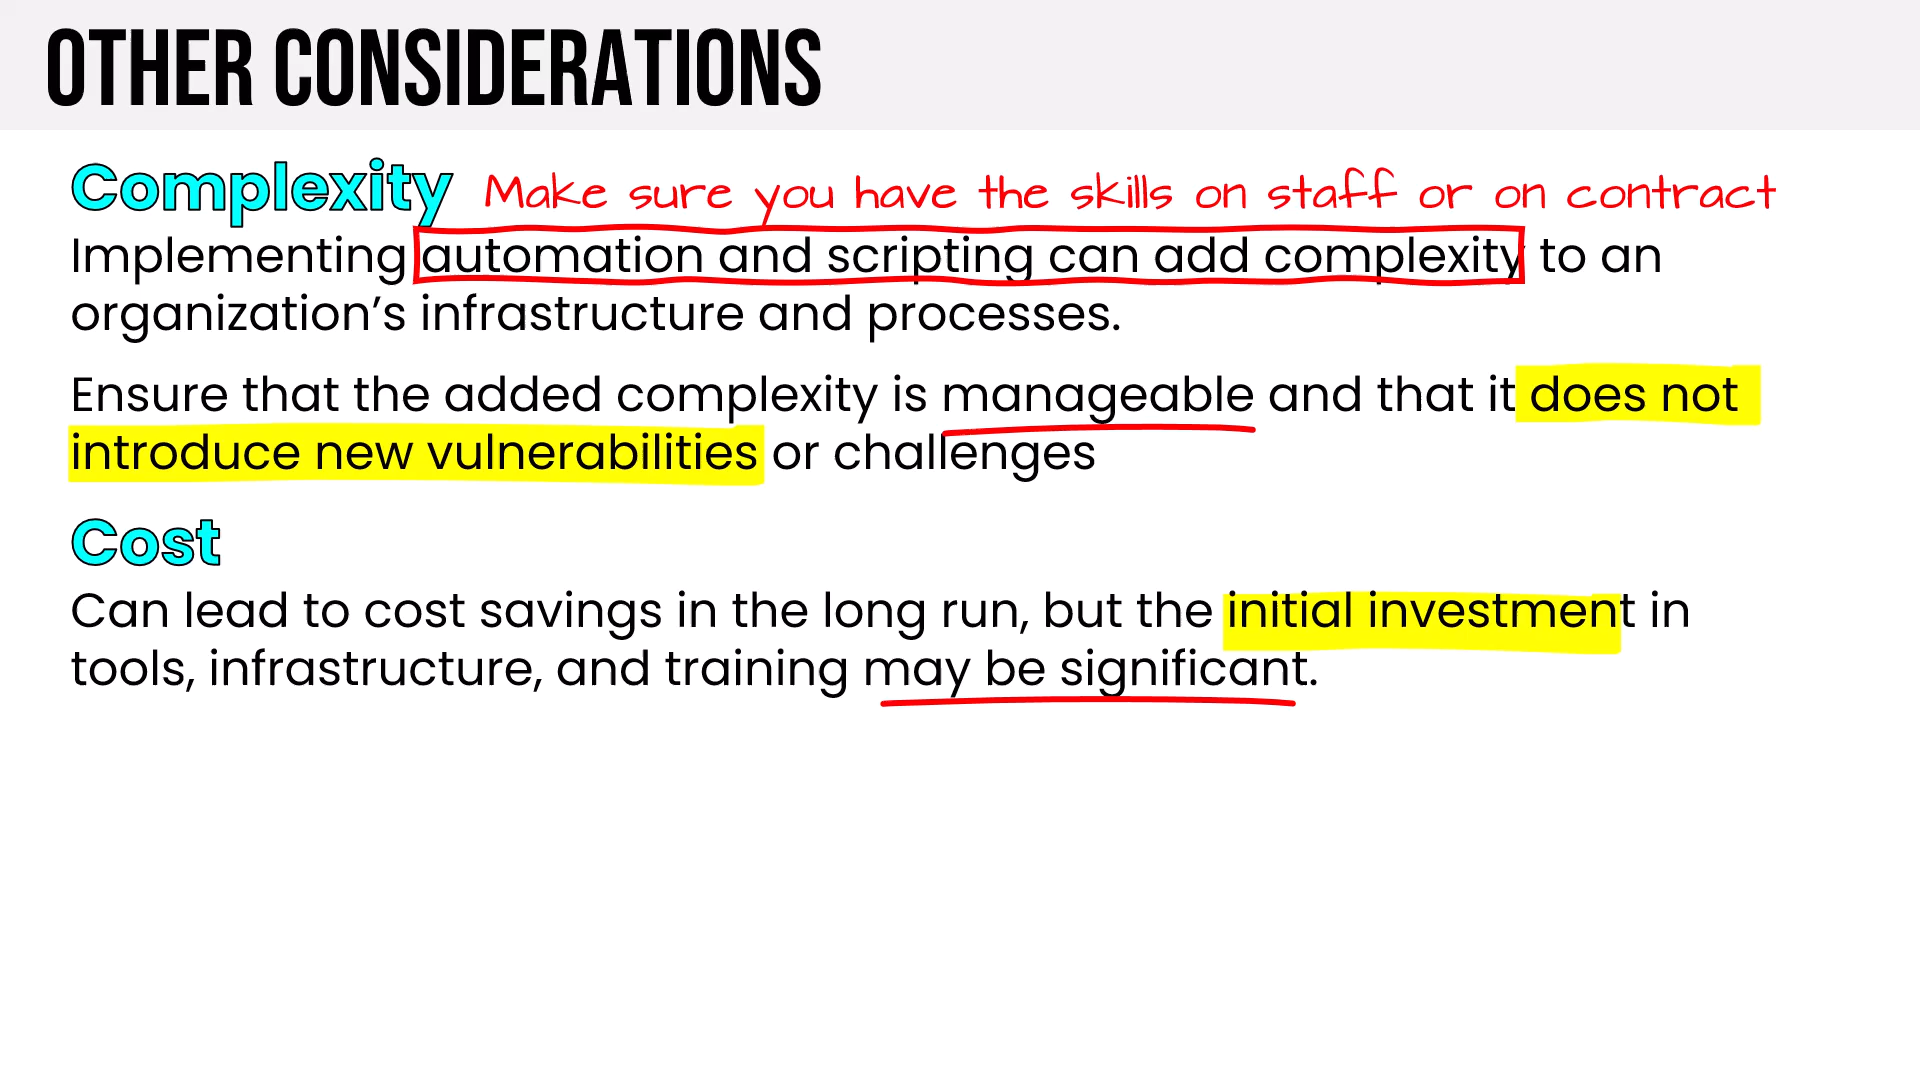 OTHER CONSIDERATIONS
Complexity Make sure you have the skills on staff or on contract
Implementing automation and scripting can add complexity to an
organization’s infrastructure and processes.
Ensure that the added complexity is manageable and that it does not
introduce new vulnerabilities or challenges
Cost
Can lead to cost savings in the long run, but the initial investment in
tools, infrastructure, and training may be significant.